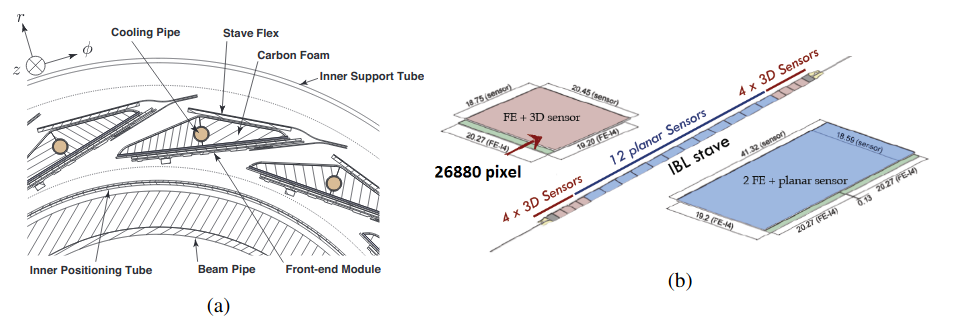 r
ϕ
z
Cooling Pipe
Stave Flex
Carbon Foam
Inner Support Tube
Inner Positioning Tube
Beam Pipe
Front-end Module
(a)
18.75 (sensor)
20.45 (sensor)
FE + 3D sensor
20.27 (FE-I4)
19.20 (FE-I4)
26880 pixel
4 x 3D Sensors
12 planar Sensors
4 x 3D Sensors
IBL stave
41.32 (sensor)
18.56 (sensor)
2 FE + planar sensor
19.2 (FE-I4)
20.27 (FE-I4)
0.13
20.27 (FE-I4)
(b)